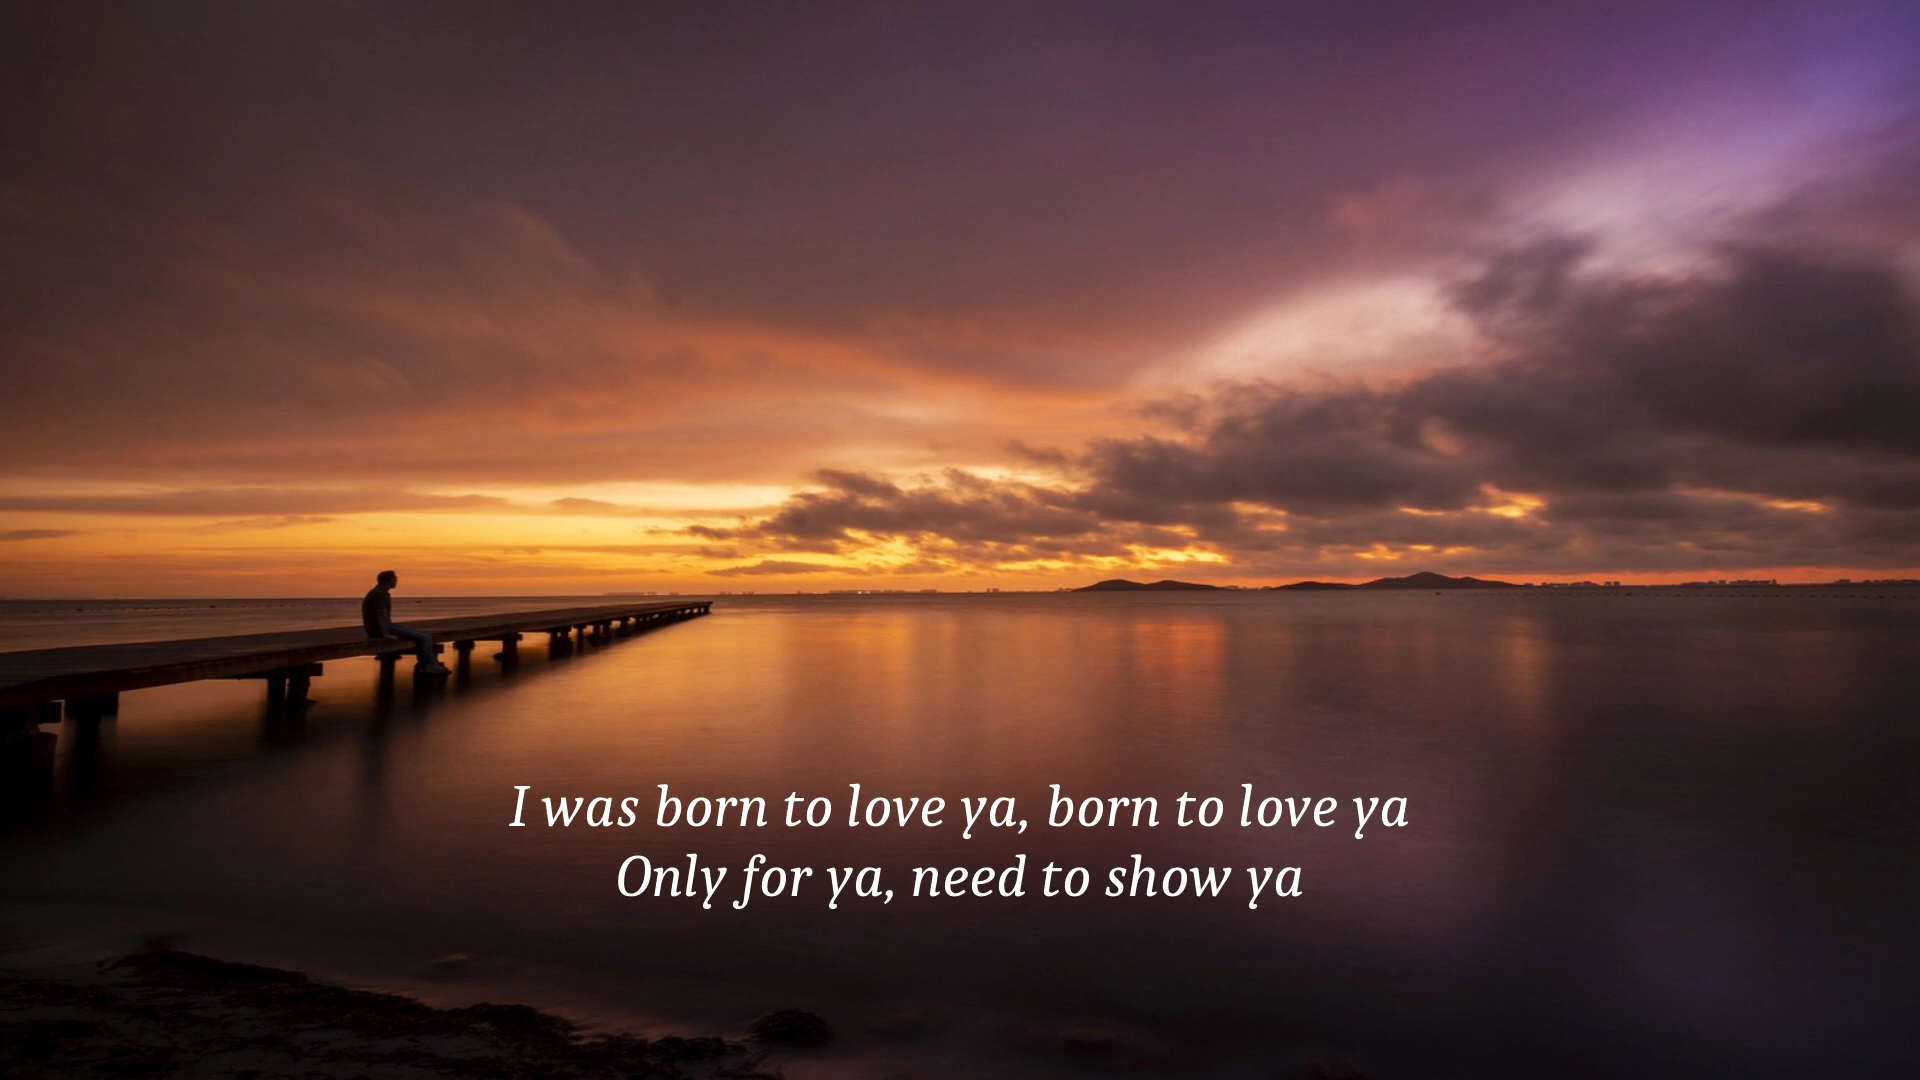 I was born to love ya, born to love ya
Only for ya, need to show ya